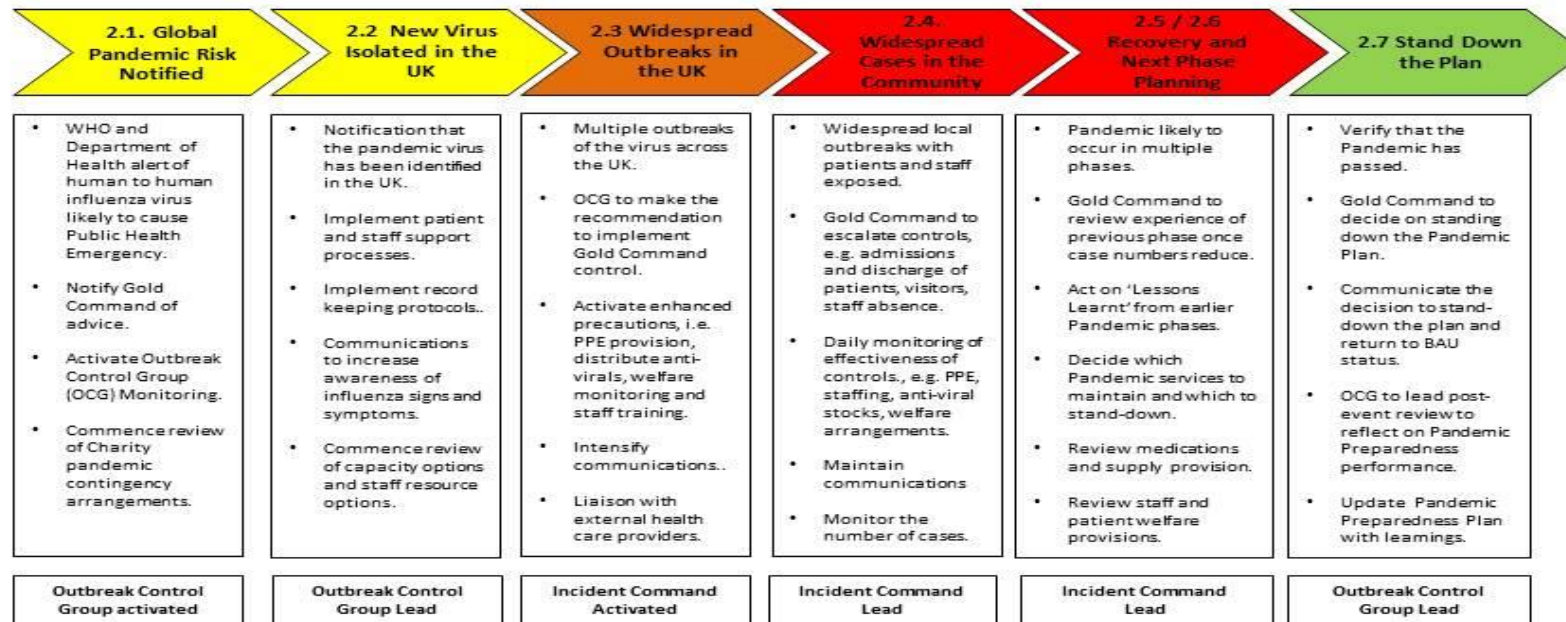 2.1. Global
Pandemic Risk
Notified
2.2 New Virus
Isolated in the
UK
2.3 Widespread
Outbreaks in
the UK
2.4.
Widespread
Cases in the
Community
2.5 / 2.6
Recovery and
Next Phase
Planning
2.7 Stand Down
the Plan
• WHO and
Department of
Health alert of
human to human
influenza virus
likely to cause
Public Health
Emergency.
• Notify Gold
Command of
advice.
• Activate Outbreak
Control Group
(OCG) Monitoring.
• Commence review
of Charity
pandemic
contingency
arrangements.
• Notification that
the pandemic virus
has been identified
in the UK.
• Implement patient
and staff support
processes.
• Implement record
keeping protocols..
• Communications
to increase
awareness of
influenza signs and
symptoms.
• Commence review
of capacity options
and staff resource
options.
• Multiple outbreaks
of the virus across
the UK.
• OCG to make the
recommendation
to implement
Gold Command
control.
• Activate enhanced
precautions, i.e.
PPE provision,
distribute anti-
virals, welfare
monitoring and
staff training.
• Intensify
communications..
• Liaison with
external health
care providers.
• Widespread local
outbreaks with
patients and staff
exposed.
• Gold Command to
escalate controls,
e.g. admissions
and discharge of
patients, visitors,
staff absence.
• Daily monitoring of
effectiveness of
controls., e.g. PPE,
staffing, anti-viral
stocks, welfare
arrangements.
• Maintain
communications
• Monitor the
number of cases.
• Pandemic likely to
occur in multiple
phases.
• Gold Command to
review experience of
previous phase once
case numbers reduce.
• Act on 'Lessons
Learnt' from earlier
Pandemic phases.
• Decide which
Pandemic services to
maintain and which to
stand-down.
• Review medications
and supply provision.
• Review staff and
patient welfare
provisions.
• Verify that the
Pandemic has
passed.
• Gold Command to
decide on standing
down the Pandemic
Plan.
• Communicate the
decision to stand-
down the plan and
return to BAU
status.
• OCG to lead post-
event review to
reflect on Pandemic
Preparedness
performance.
• Update Pandemic
Preparedness Plan
with learnings.
Outbreak Control
Group activated
Outbreak Control
Group Lead
Incident Command
Activated
Incident Command
Lead
Incident Command
Lead
Outbreak Control
Group Lead